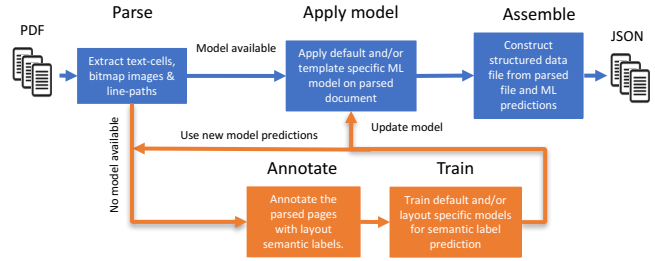 Parse
Apply model
Assemble
PDF
JSON
Extract text-cells,
bitmap images &
line-paths
Model available
Apply default and/or
template specific ML
model on parsed
document
Construct
structured data
file from parsed
file and ML
predictions
No model available
Use new model predictions
Update model
Annotate
Train
Annotate the
parsed pages
with layout
semantic labels.
Train default and/or
layout specific models
for semantic label
prediction